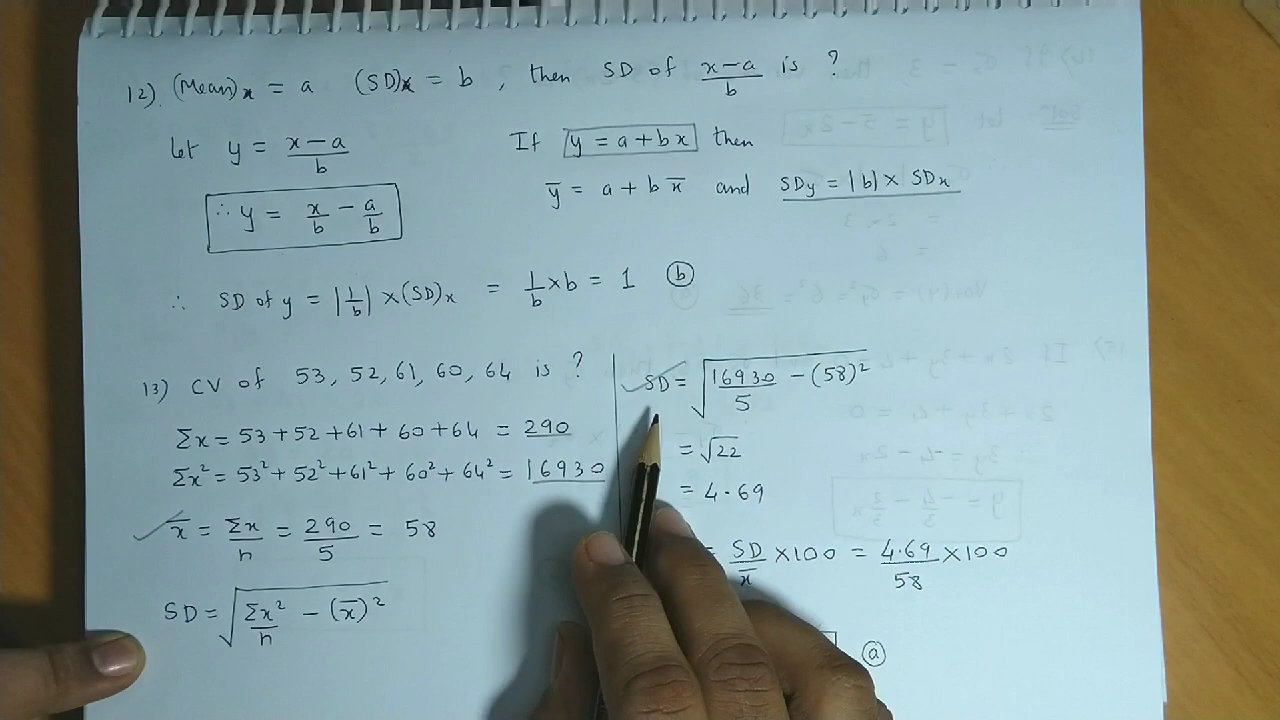 12) (Mean)x = a (SD)x = b , then SD of (x-a)/b is ?
let y = (x-a)/b
∴ y = x/b - a/b
If y = a+bx then
ȳ = a + b x̄ and SDy = |b| × SDx
∴ SD of y = |1/b| × (SD)x = 1/b × b = 1 ⓑ
13) CV of 53, 52, 61, 60, 64 is ?
Σx = 53+52+61+60+64 = 290
Σx² = 53²+52²+61²+60²+64² = 16930
x̄ = Σx/n = 290/5 = 58
SD = √(Σx²/n - (x̄)²)
SD = √(16930/5 - (58)²)
= √22
= 4.69
= SD/x̄ × 100 = 4.69/58 × 100
ⓐ